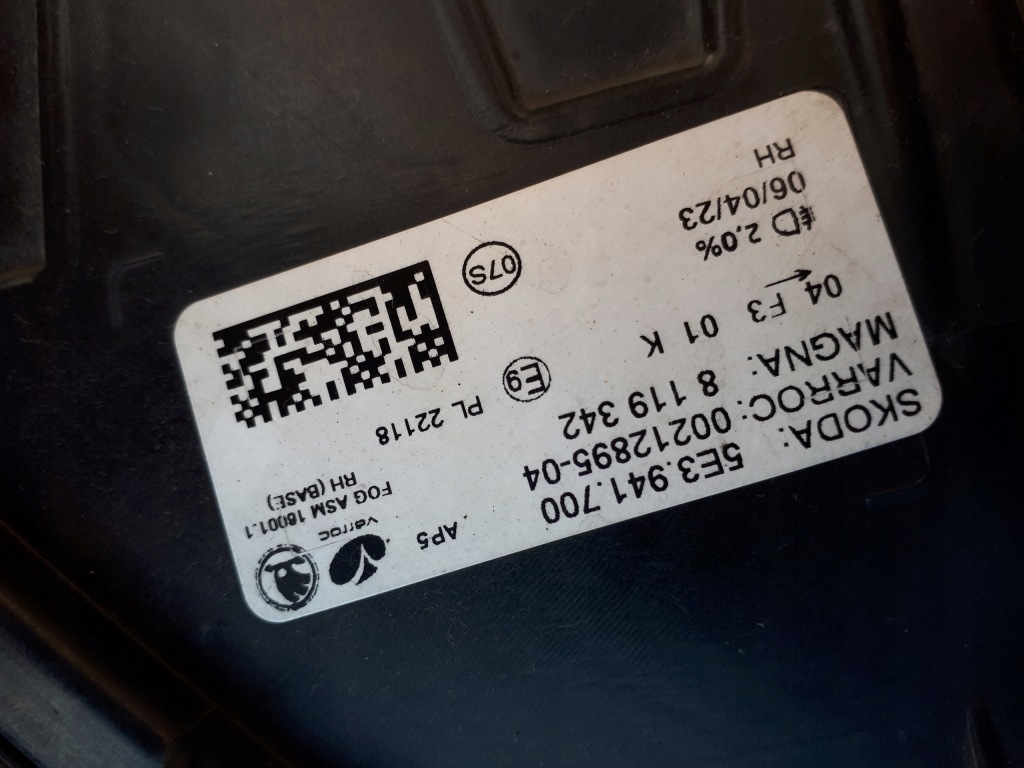 SKODA: 5E3.941.700 AP5
VARROC: 00212895-04
MAGNA: 8 119 342
varroc
FOG ASM 18001.1
RH (BASE)
04 F3 01 K E9 PL 22118
D 2,0%
06/04/23 07S
RH